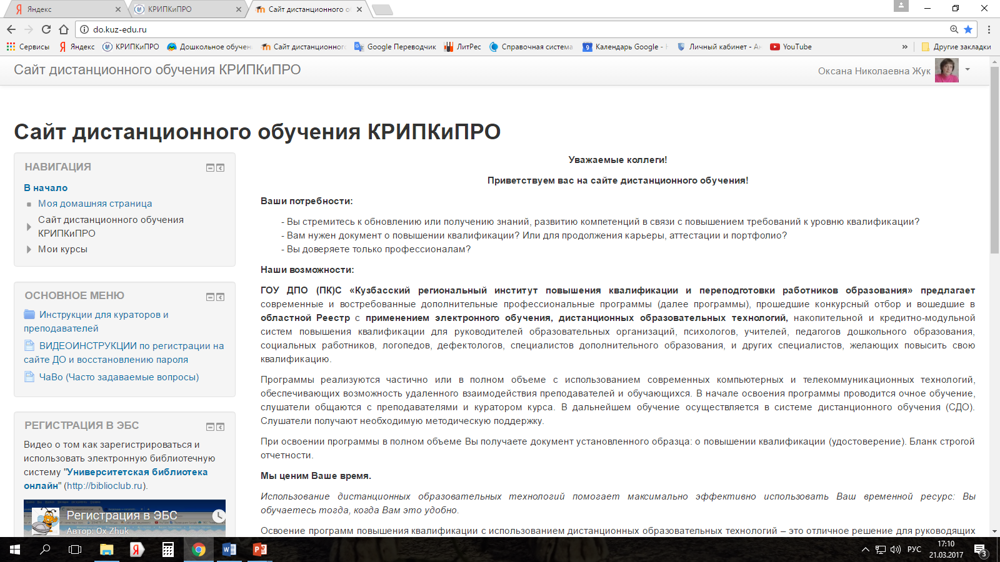 Яндекс
КРИПКиПРО
Сайт дистанционного о
do.kuz-edu.ru
Сервисы
Яндекс
КРИПКиПРО
Дошкольное обучен
Сайт дистанционног
Google Переводчик
ЛитРес
Справочная система
Календарь Google -
Личный кабинет - Ан
YouTube
»
Другие закладки
Сайт дистанционного обучения КРИПКиПРО
Оксана Николаевна Жук
Сайт дистанционного обучения КРИПКиПРО
НАВИГАЦИЯ
В начало
Моя домашняя страница
Сайт дистанционного обучения
КРИПКиПРО
Мои курсы
ОСНОВНОЕ МЕНЮ
Инструкции для кураторов и
преподавателей
ВИДЕОИНСТРУКЦИИ по регистрации на
сайте ДО и восстановлению пароля
ЧаВо (Часто задаваемые вопросы)
РЕГИСТРАЦИЯ В ЭБС
Видео о том как зарегистрироваться и
использовать электронную библиотечную
систему "Университетская библиотека
онлайн" (http://biblioclub.ru).
Регистрация в ЭБС
Автор: Ox Zhuk
Уважаемые коллеги!
Приветствуем вас на сайте дистанционного обучения!
Ваши потребности:
- Вы стремитесь к обновлению или получению знаний, развитию компетенций в связи с повышением требований к уровню квалификации?
- Вам нужен документ о повышении квалификации? Или для продолжения карьеры, аттестации и портфолио?
- Вы доверяете только профессионалам?
Наши возможности:
ГОУ ДПО (ПК)С «Кузбасский региональный институт повышения квалификации и переподготовки работников образования» предлагает
современные и востребованные дополнительные профессиональные программы (далее программы), прошедшие конкурсный отбор и вошедшие в
областной Реестр с применением электронного обучения, дистанционных образовательных технологий, накопительной и кредитно-модульной
систем повышения квалификации для руководителей образовательных организаций, психологов, учителей, педагогов дошкольного образования,
социальных работников, логопедов, дефектологов, специалистов дополнительного образования, и других специалистов, желающих повысить свою
квалификацию.
Программы реализуются частично или в полном объеме с использованием современных компьютерных и телекоммуникационных технологий,
обеспечивающих возможность удаленного взаимодействия преподавателей и обучающихся. В начале освоения программы проводится очное обучение,
слушатели общаются с преподавателями и куратором курса. В дальнейшем обучение осуществляется в системе дистанционного обучения (СДО).
Слушатели получают необходимую методическую поддержку.
При освоении программы в полном объеме Вы получаете документ установленного образца: о повышении квалификации (удостоверение). Бланк строгой
отчетности.
Мы ценим Ваше время.
Использование дистанционных образовательных технологий помогает максимально эффективно использовать Ваш временной ресурс: Вы
обучаетесь тогда, когда Вам это удобно.
Освоение программ повышения квалификации с использованием дистанционных образовательных технологий – это отличное решение для руководящих
РУС
17:10
21.03.2017
3